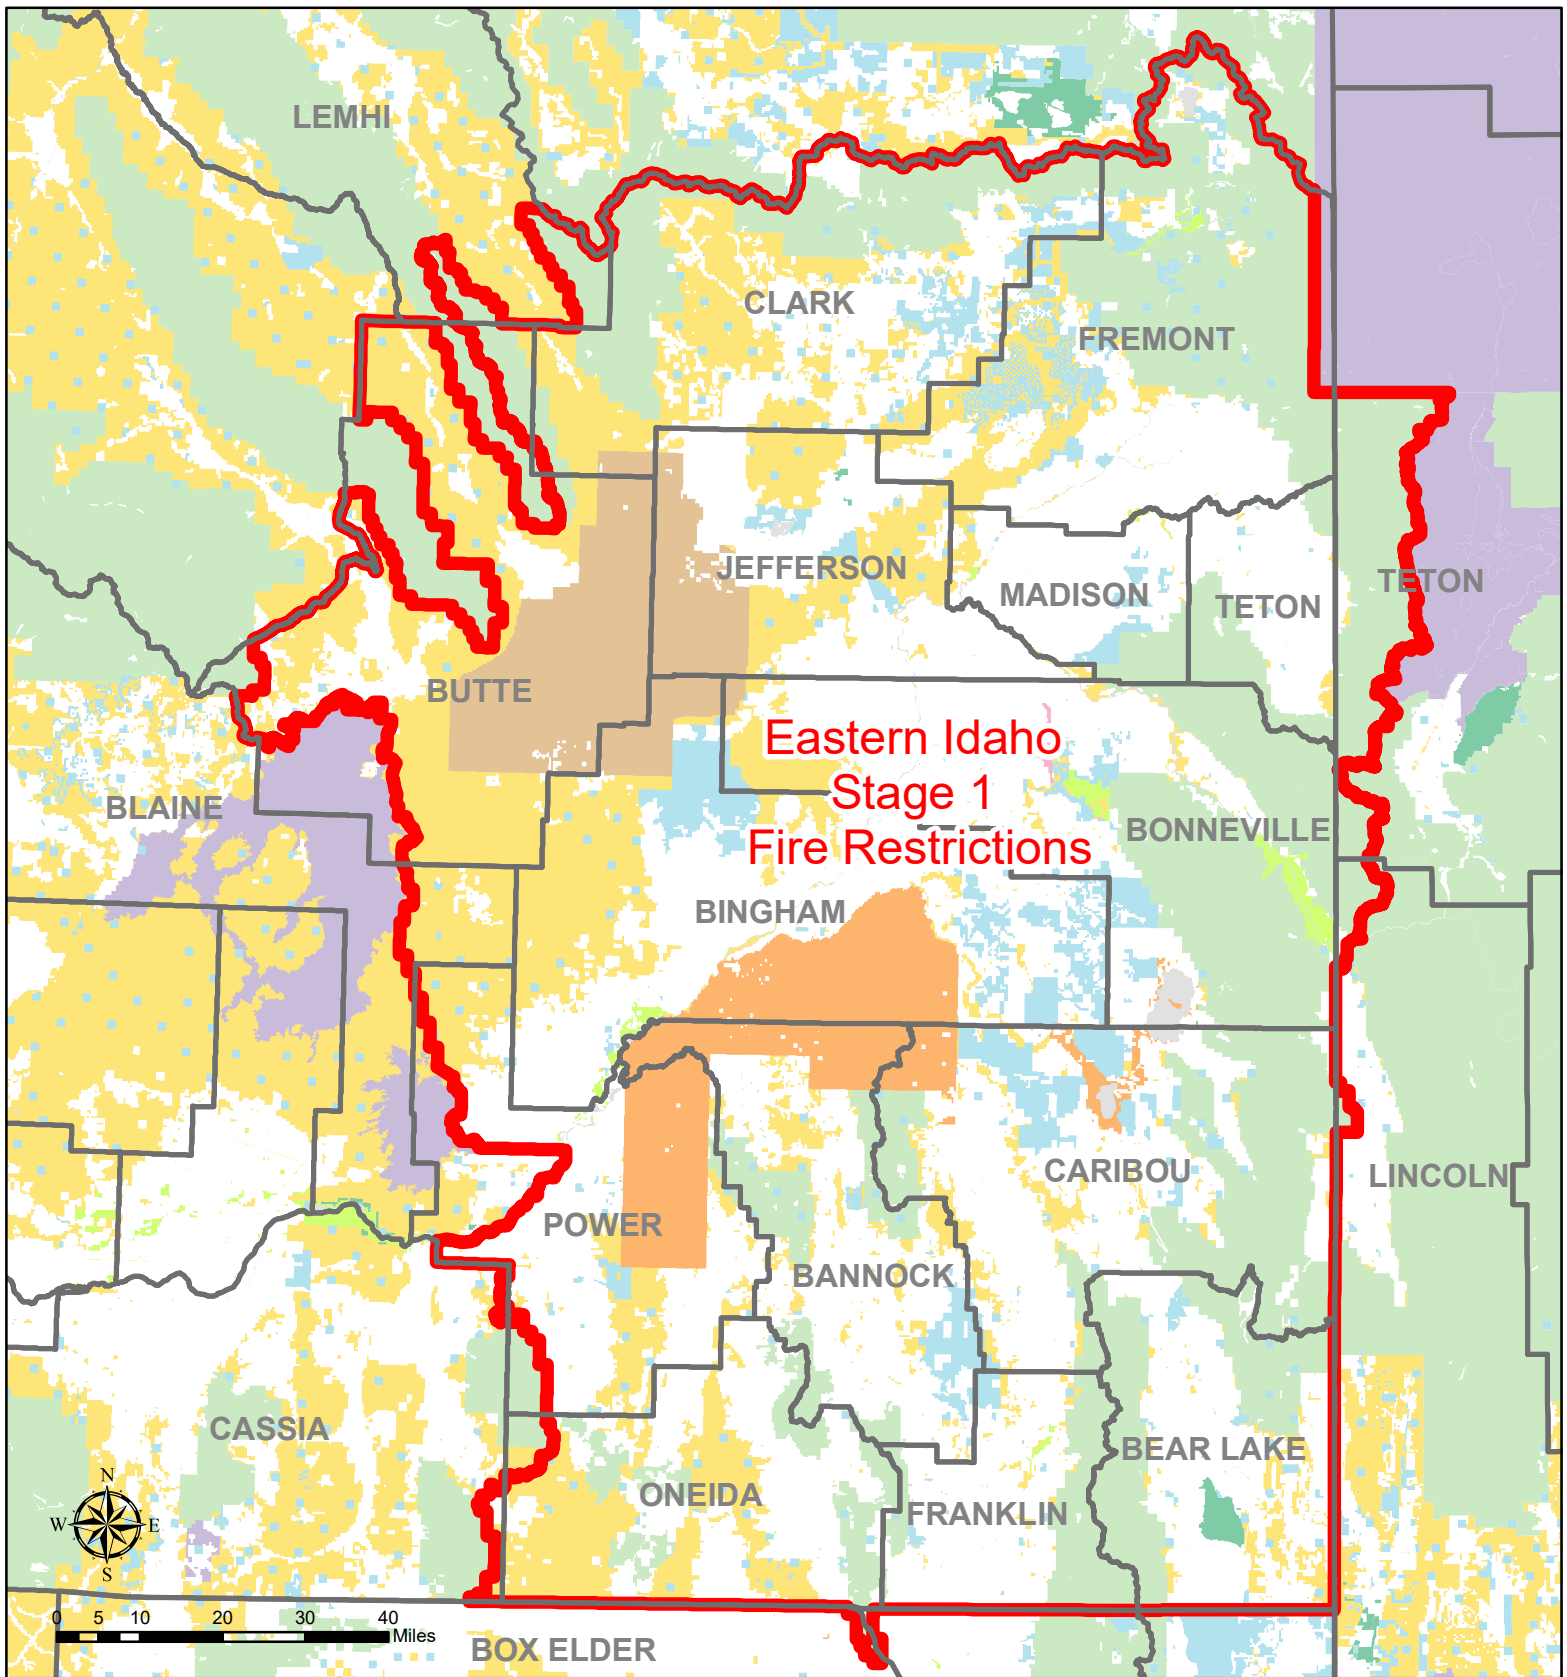 LEMHI
CLARK
FREMONT
JEFFERSON
MADISON
TETON
TETON
BUTTE
Eastern Idaho
Stage 1
Fire Restrictions
BLAINE
BONNEVILLE
BINGHAM
CARIBOU
LINCOLN
POWER
BANNOCK
CASSIA
BEAR LAKE
ONEIDA
FRANKLIN
N
W E
S
0 5 10 20 30 40
Miles
BOX ELDER